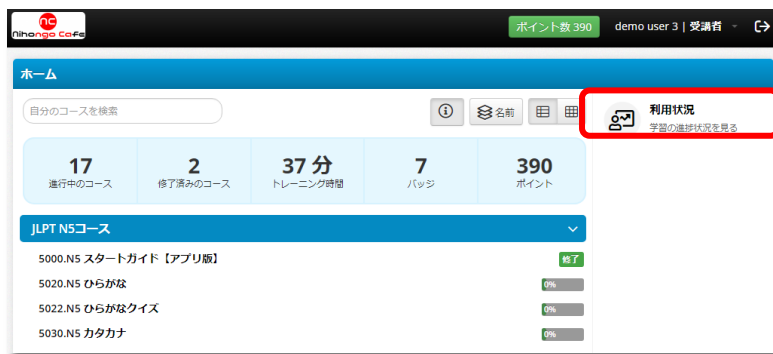 nc
Nihongo Cafe
ポイント数 390
demo user 3 | 受講者
ホーム
自分のコースを検索
名前
利用状況
学習の進捗状況を見る
17
進行中のコース
2
修了済みのコース
37 分
トレーニング時間
7
バッジ
390
ポイント
JLPT N5コース
5000.N5 スタートガイド【アプリ版】
修了
5020.N5 ひらがな
0%
5022.N5 ひらがなクイズ
0%
5030.N5 カタカナ
0%